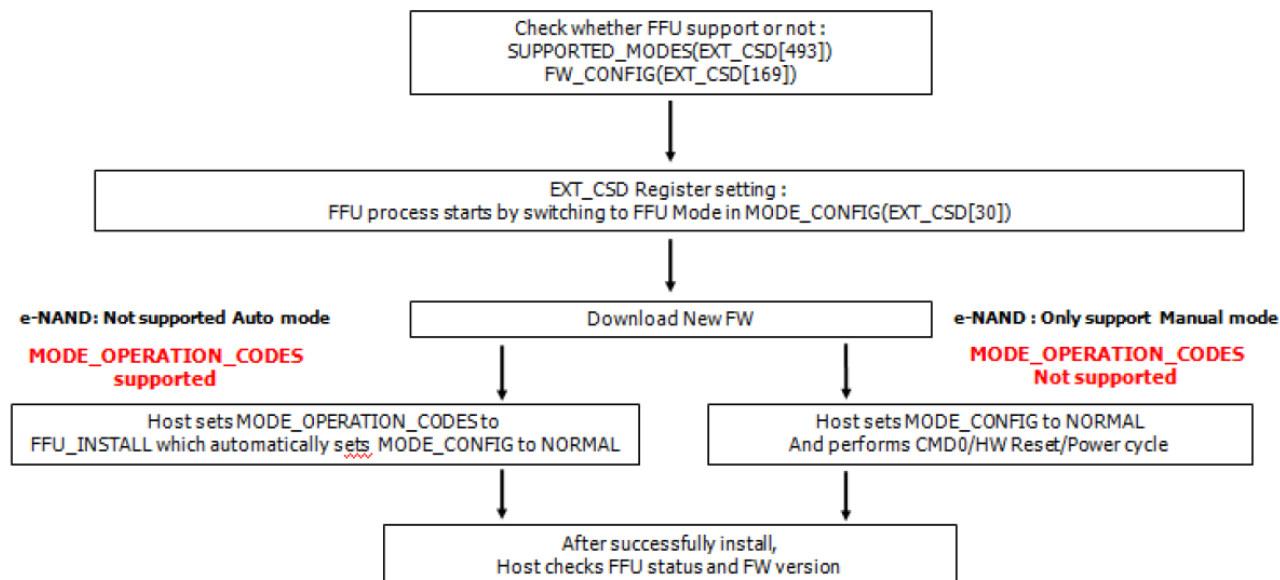 Check whether FFU support or not :
SUPPORTED_MODES(EXT_CSD[493])
FW_CONFIG(EXT_CSD[169])
EXT_CSD Register setting :
FFU process starts by switching to FFU Mode in MODE_CONFIG(EXT_CSD[30])
e-NAND: Not supported Auto mode
MODE_OPERATION_CODES
supported
Download New FW
e-NAND : Only support Manual mode
MODE_OPERATION_CODES
Not supported
Host sets MODE_OPERATION_CODES to
FFU_INSTALL which automatically sets MODE_CONFIG to NORMAL
Host sets MODE_CONFIG to NORMAL
And performs CMD0/HW Reset/Power cycle
After successfully install,
Host checks FFU status and FW version